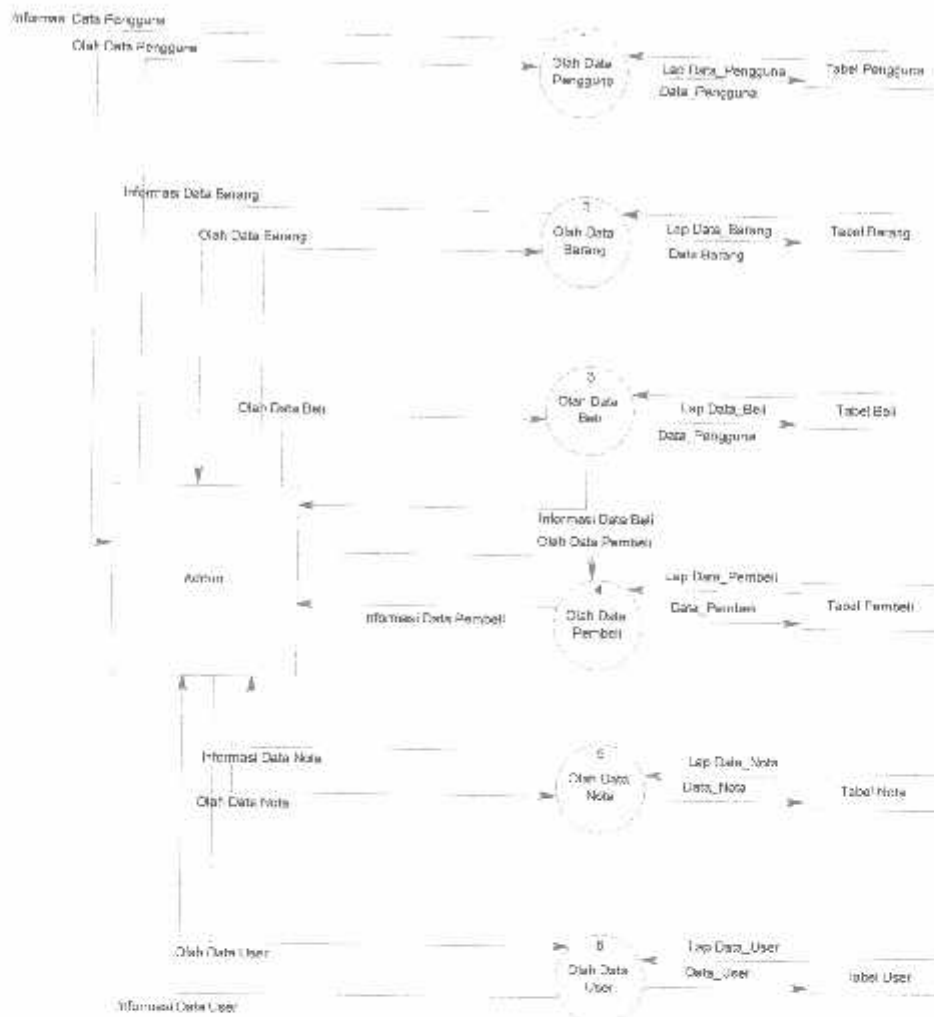 Informasi Data Pengguna
Olah Data Pengguna
Olah Data
Pengguna
Lap Data_Pengguna
Data_Pengguna
Tabel Pengguna
Informasi Data Barang
Olah Data Barang
Olah Data
Barang
Lap Data_Barang
Data Barang
Tabel Barang
Olah Data Beli
3
Olah Data
Beli
Lap Data_Beli
Data_Pengguna
Tabel Beli
Informasi Data Beli
Olah Data Pembeli
Admin
Informasi Data Pembeli
4
Olah Data
Pembeli
Lap Data_Pembeli
Data_Pembeli
Tabel Pembeli
Informasi Data Nota
Olah Data Nota
5
Olah Data
Nota
Lap Data_Nota
Data_Nota
Tabel Nota
Olah Data User
Informasi Data User
6
Olah Data
User
Lap Data_User
Data_User
Tabel User